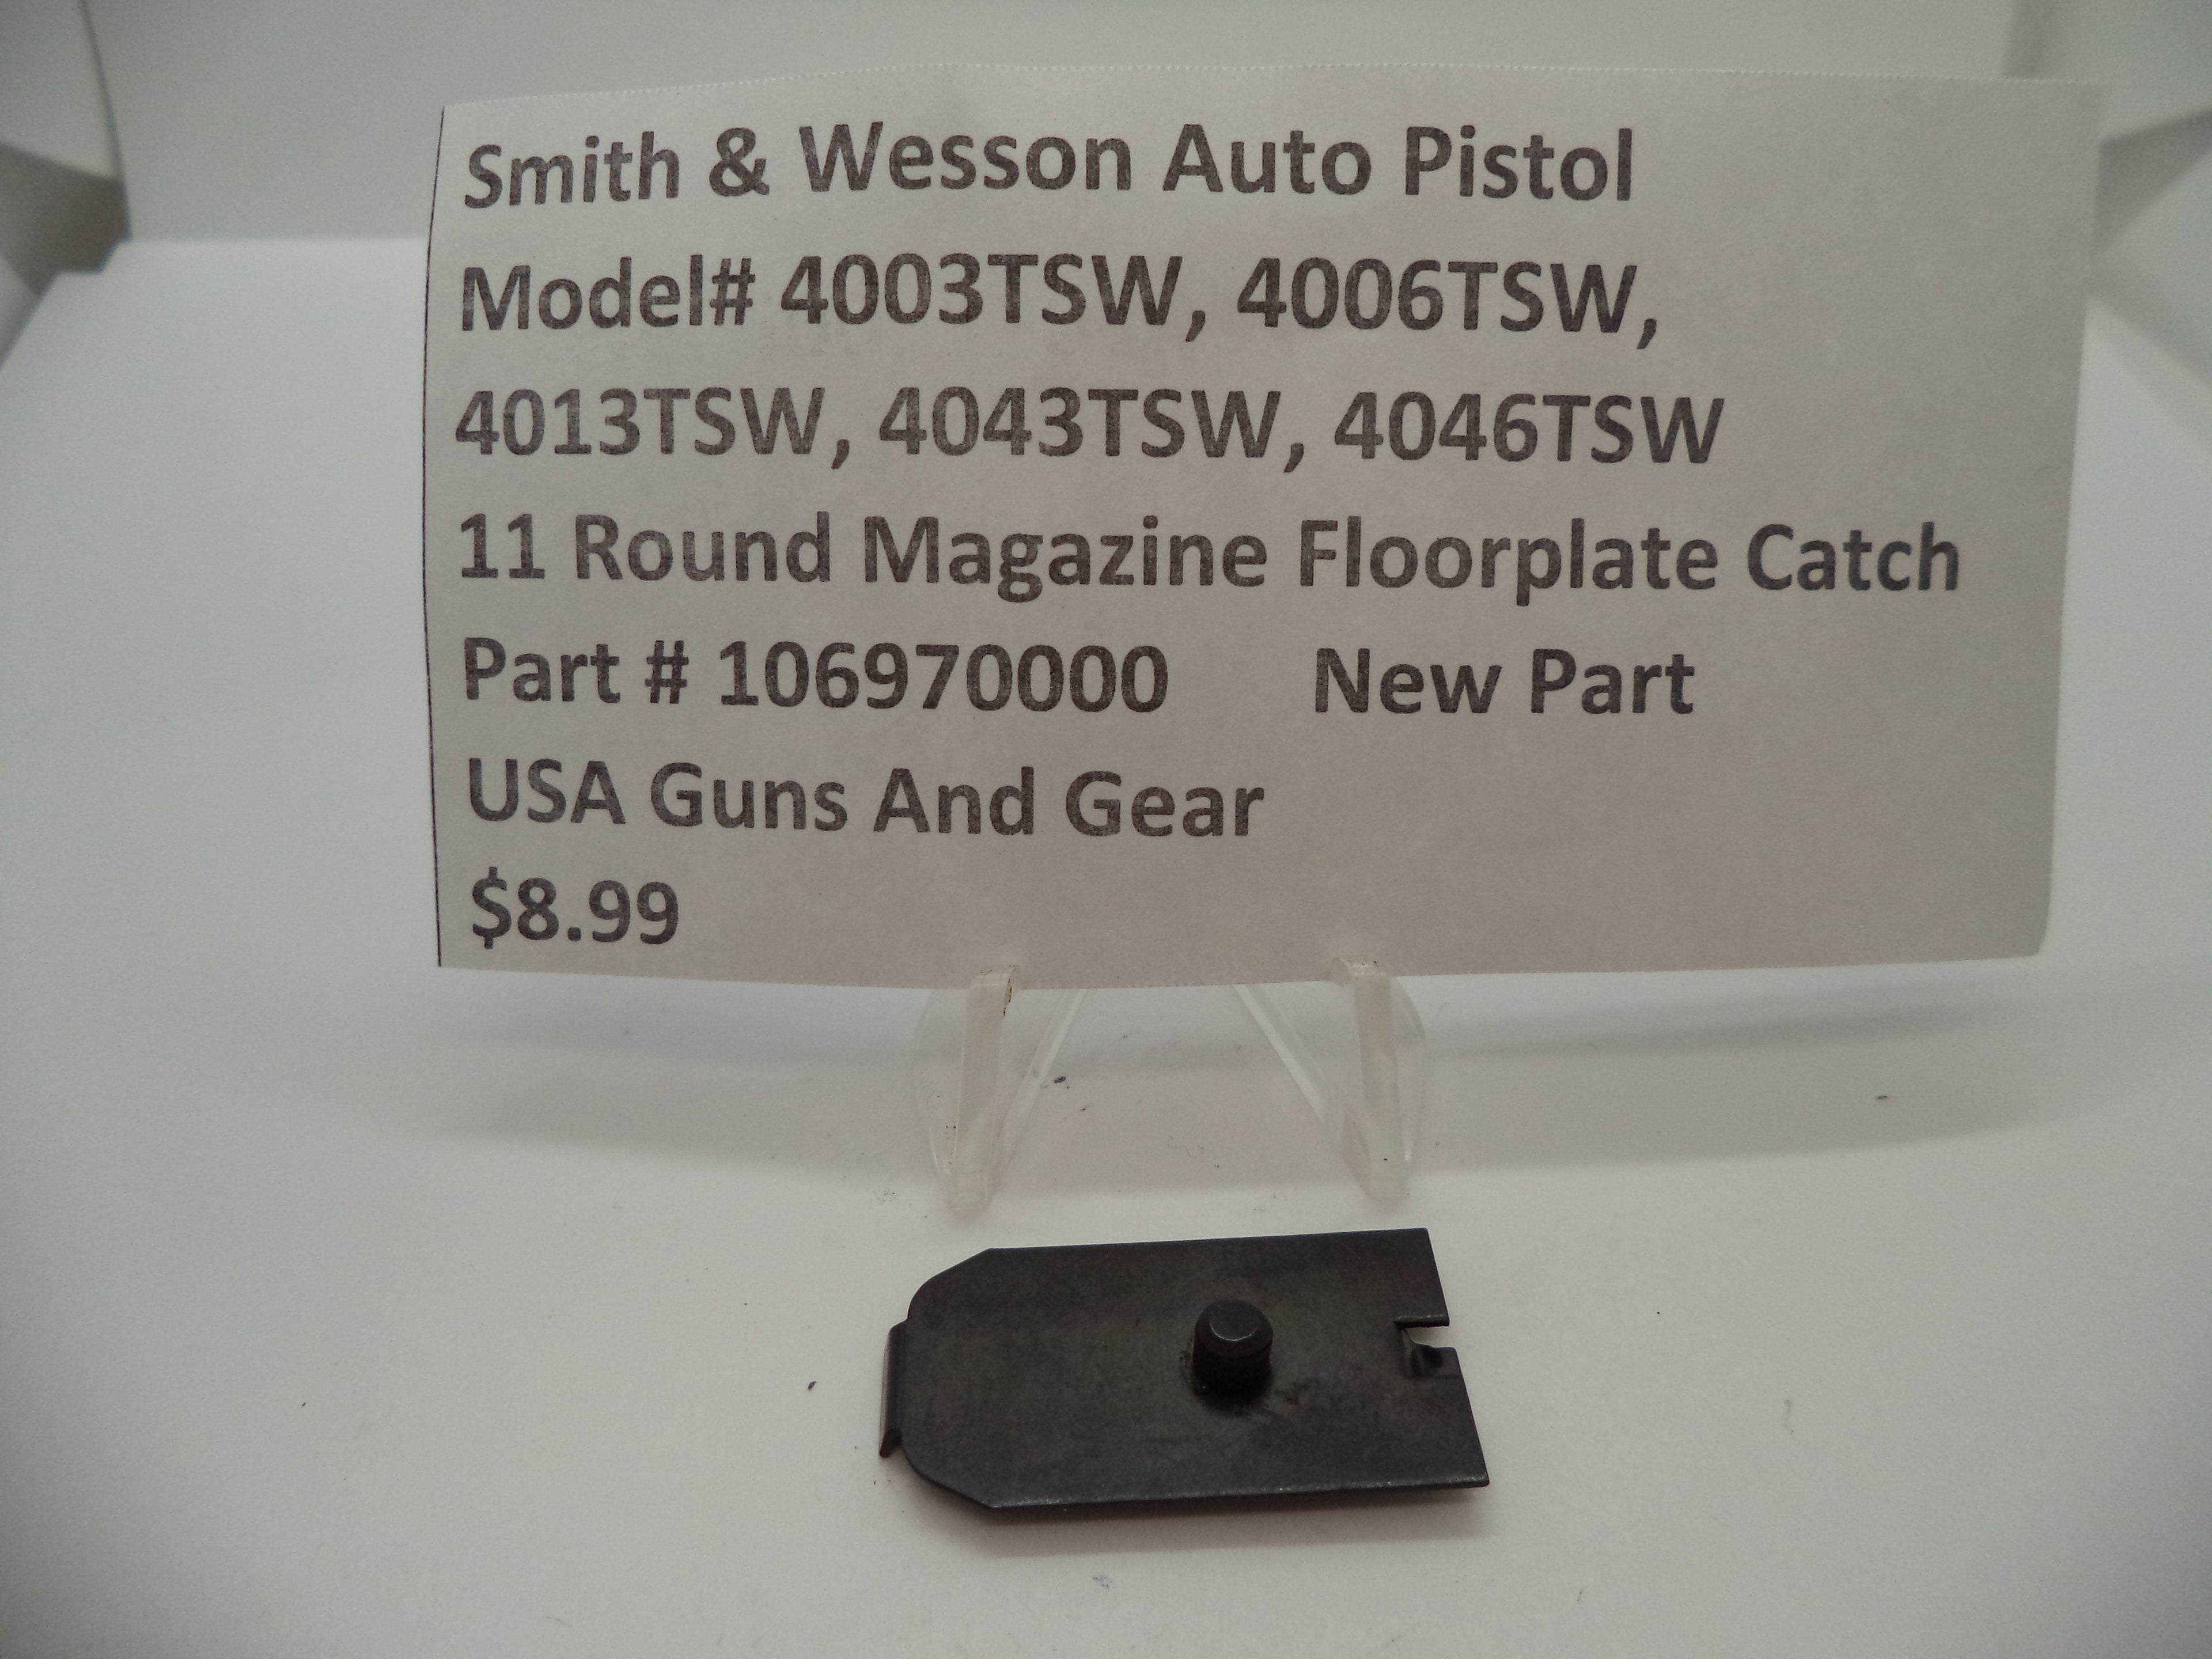 Smith & Wesson Auto Pistol
Model# 4003TSW, 4006TSW,
4013TSW, 4043TSW, 4046TSW
11 Round Magazine Floorplate Catch
Part # 106970000 New Part
USA Guns And Gear
$8.99